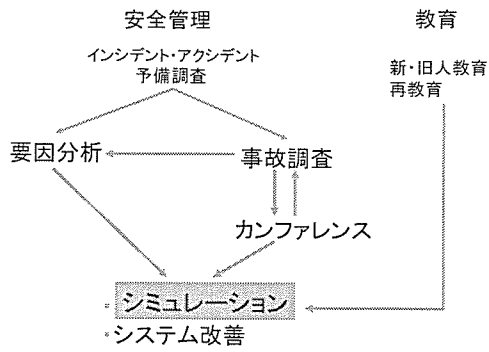 安全管理
教育
インシデント・アクシデント
予備調査
新・旧人教育
再教育
要因分析
事故調査
カンファレンス
シミュレーション
・システム改善